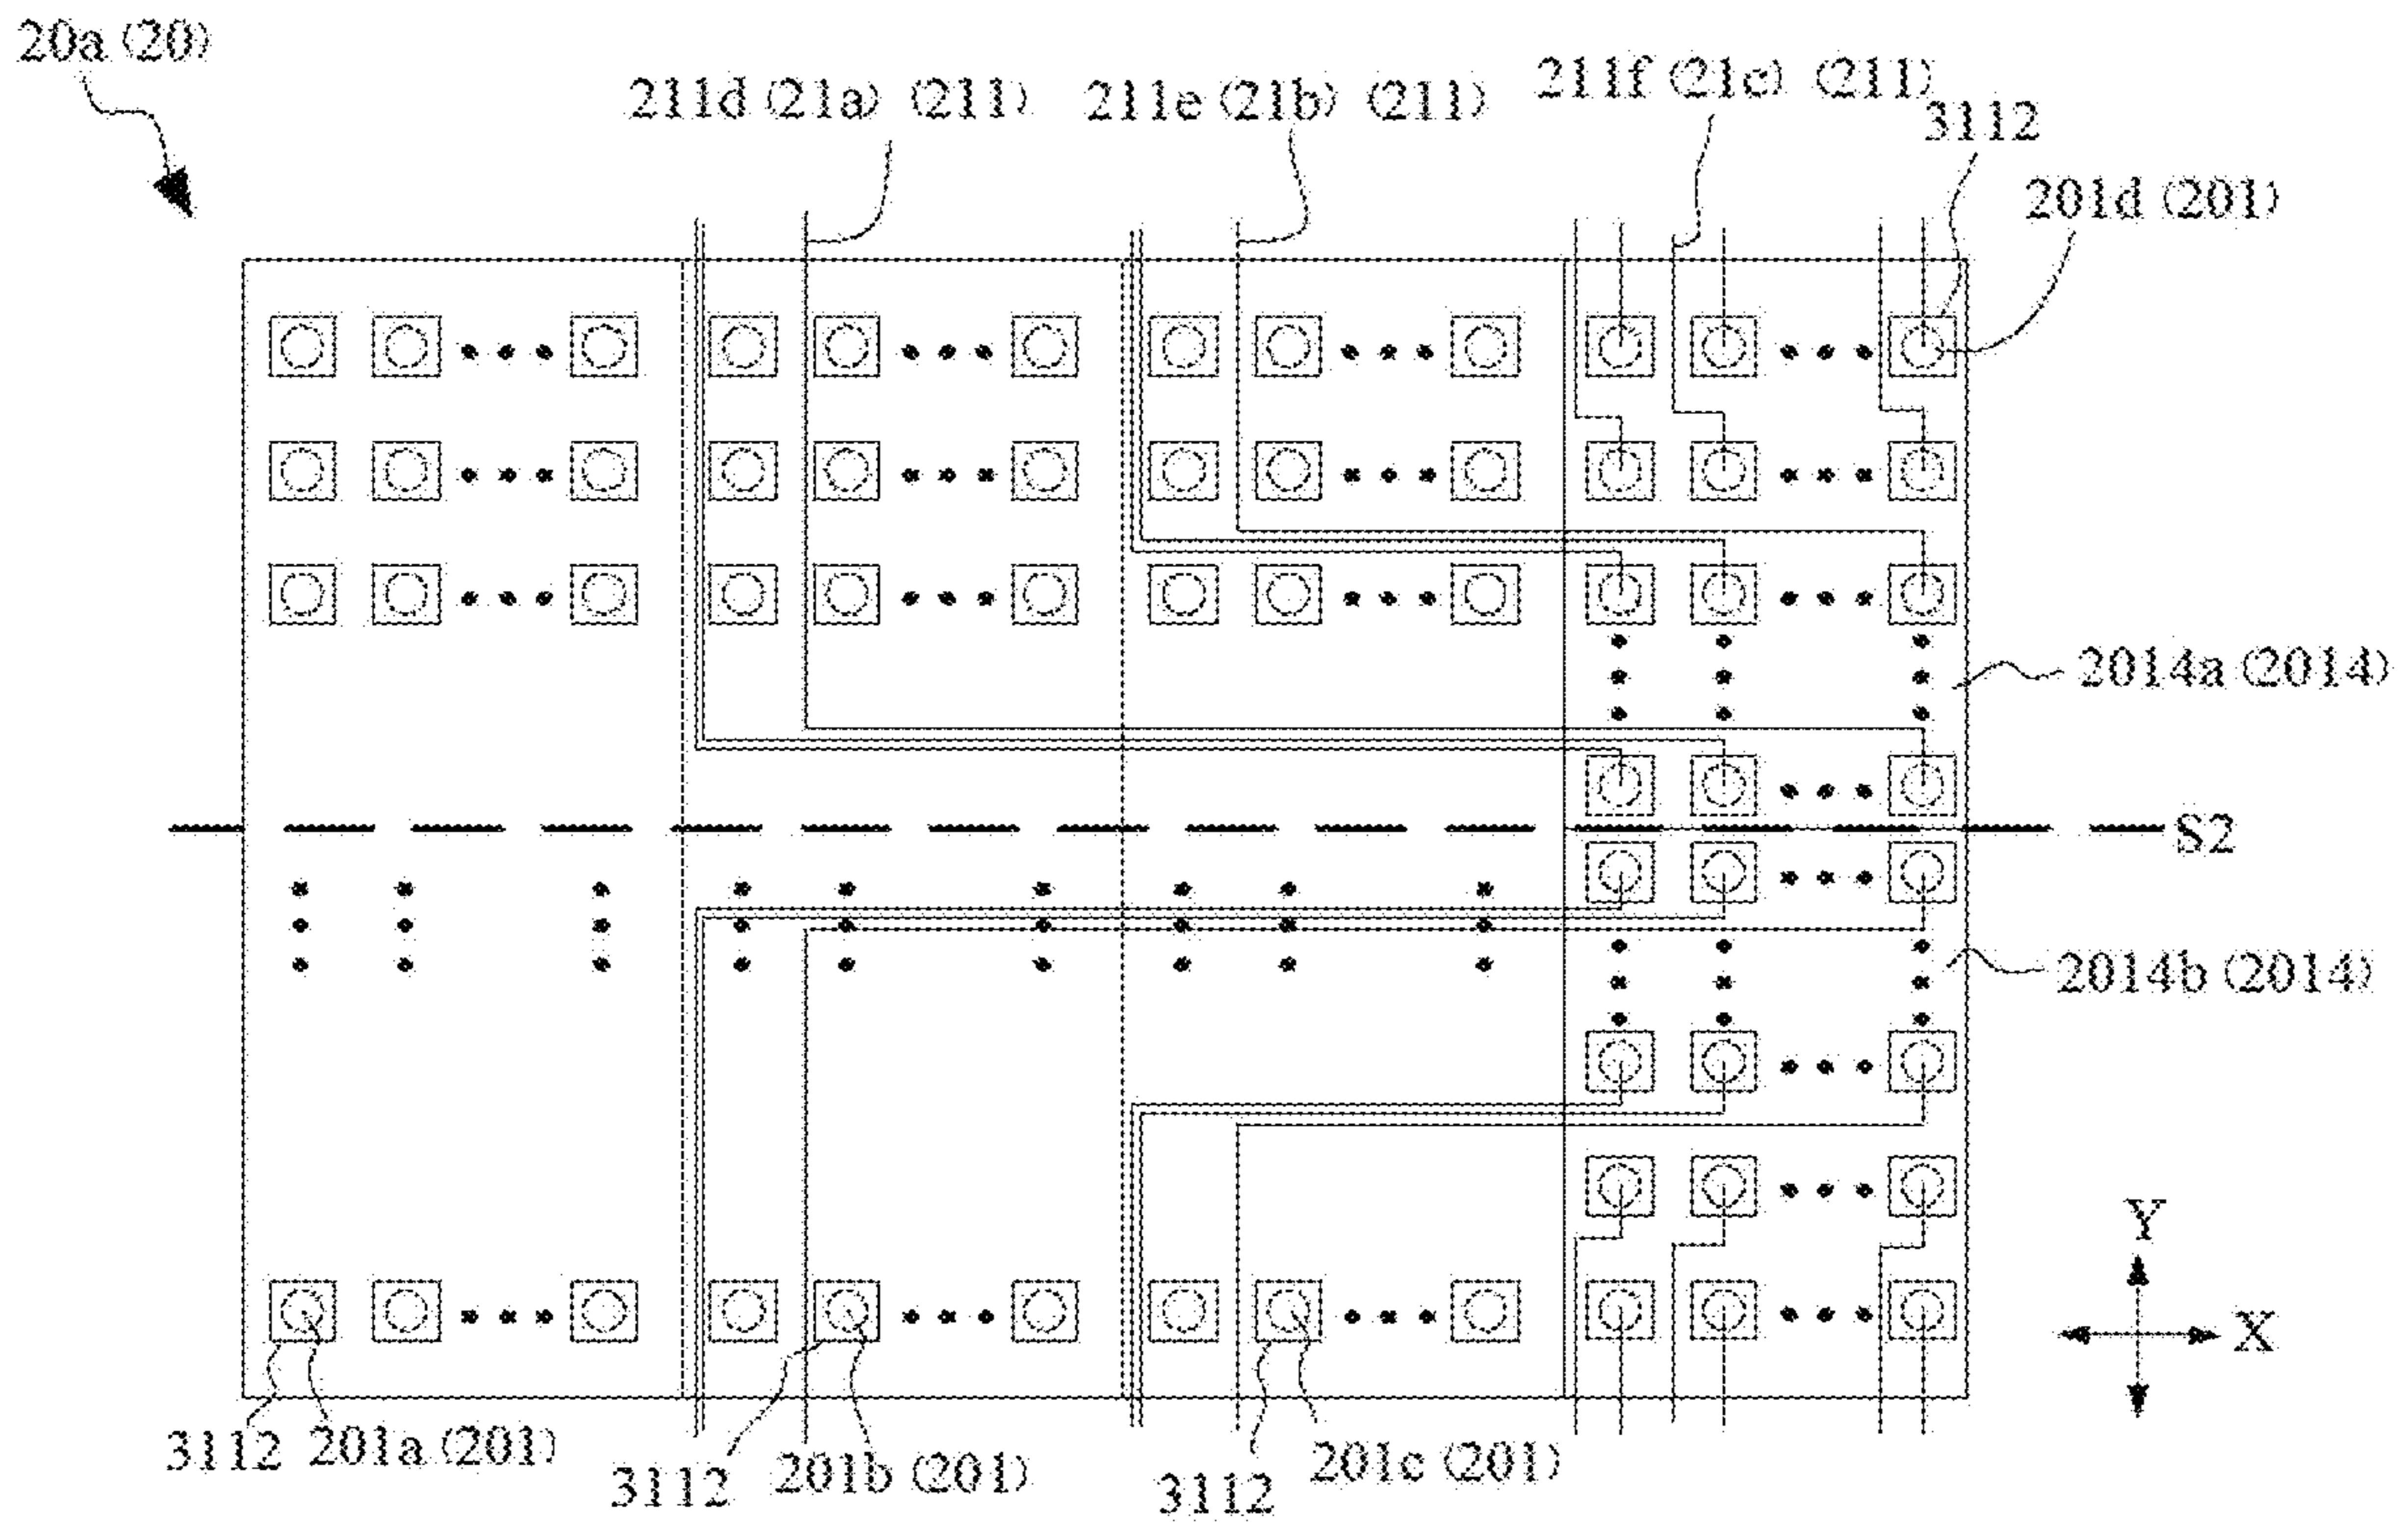 20a (20)
211d (21a) (211)
211e (21b) (211)
211f (21c) (211)
3112
201d (201)
2014a (2014)
S2
2014b (2014)
Y
X
3112
201a (201)
3112
201b (201)
3112
201c (201)